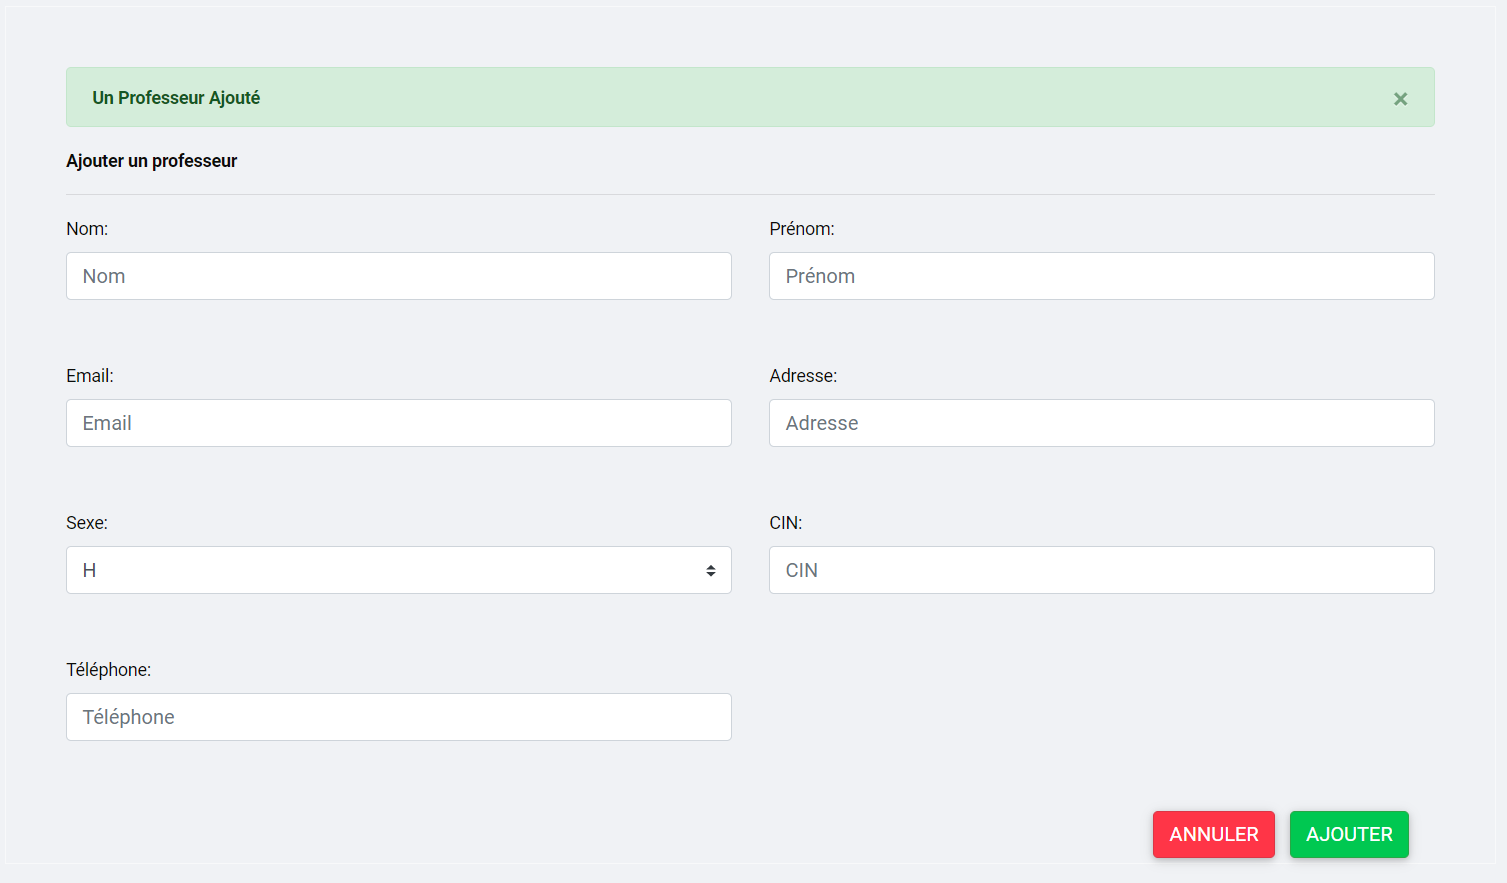 Un Professeur Ajouté ×
Ajouter un professeur
Nom: Prénom:
Nom Prénom
Email: Adresse:
Email Adresse
Sexe: CIN:
H CIN
Téléphone:
Téléphone
ANNULER AJOUTER